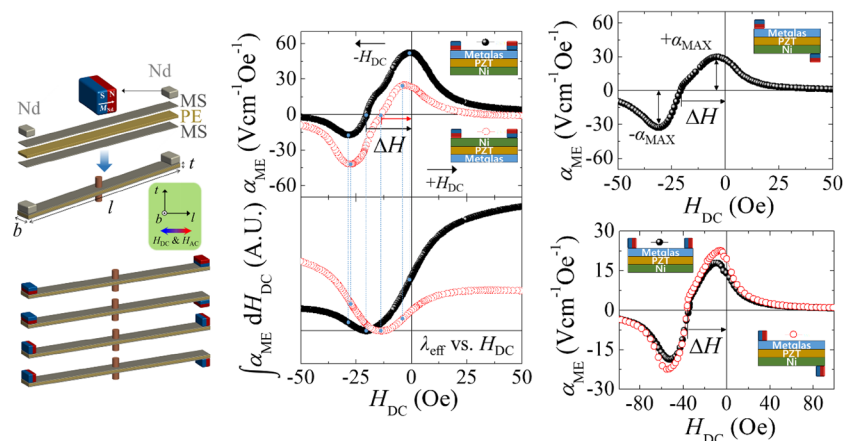 Nd
S N
M_Nd
Nd
MS
PE
MS
t
b
l
t
b
l
H_DC & H_AC
α_ME (Vcm⁻¹Oe⁻¹)
60
30
0
-30
-60
-H_DC
Metglas
PZT
Ni
ΔH
Ni
PZT
Metglas
+H_DC
∫α_ME dH_DC (A.U.)
λ_eff vs. H_DC
-50
-25
0
25
50
H_DC (Oe)
α_ME (Vcm⁻¹Oe⁻¹)
60
30
0
-30
-60
+α_MAX
Metglas
PZT
Ni
ΔH
-α_MAX
-50
-25
0
25
50
H_DC (Oe)
α_ME (Vcm⁻¹Oe⁻¹)
30
15
0
-15
-30
Metglas
PZT
Ni
ΔH
Metglas
PZT
Ni
-80
-40
0
40
80
H_DC (Oe)